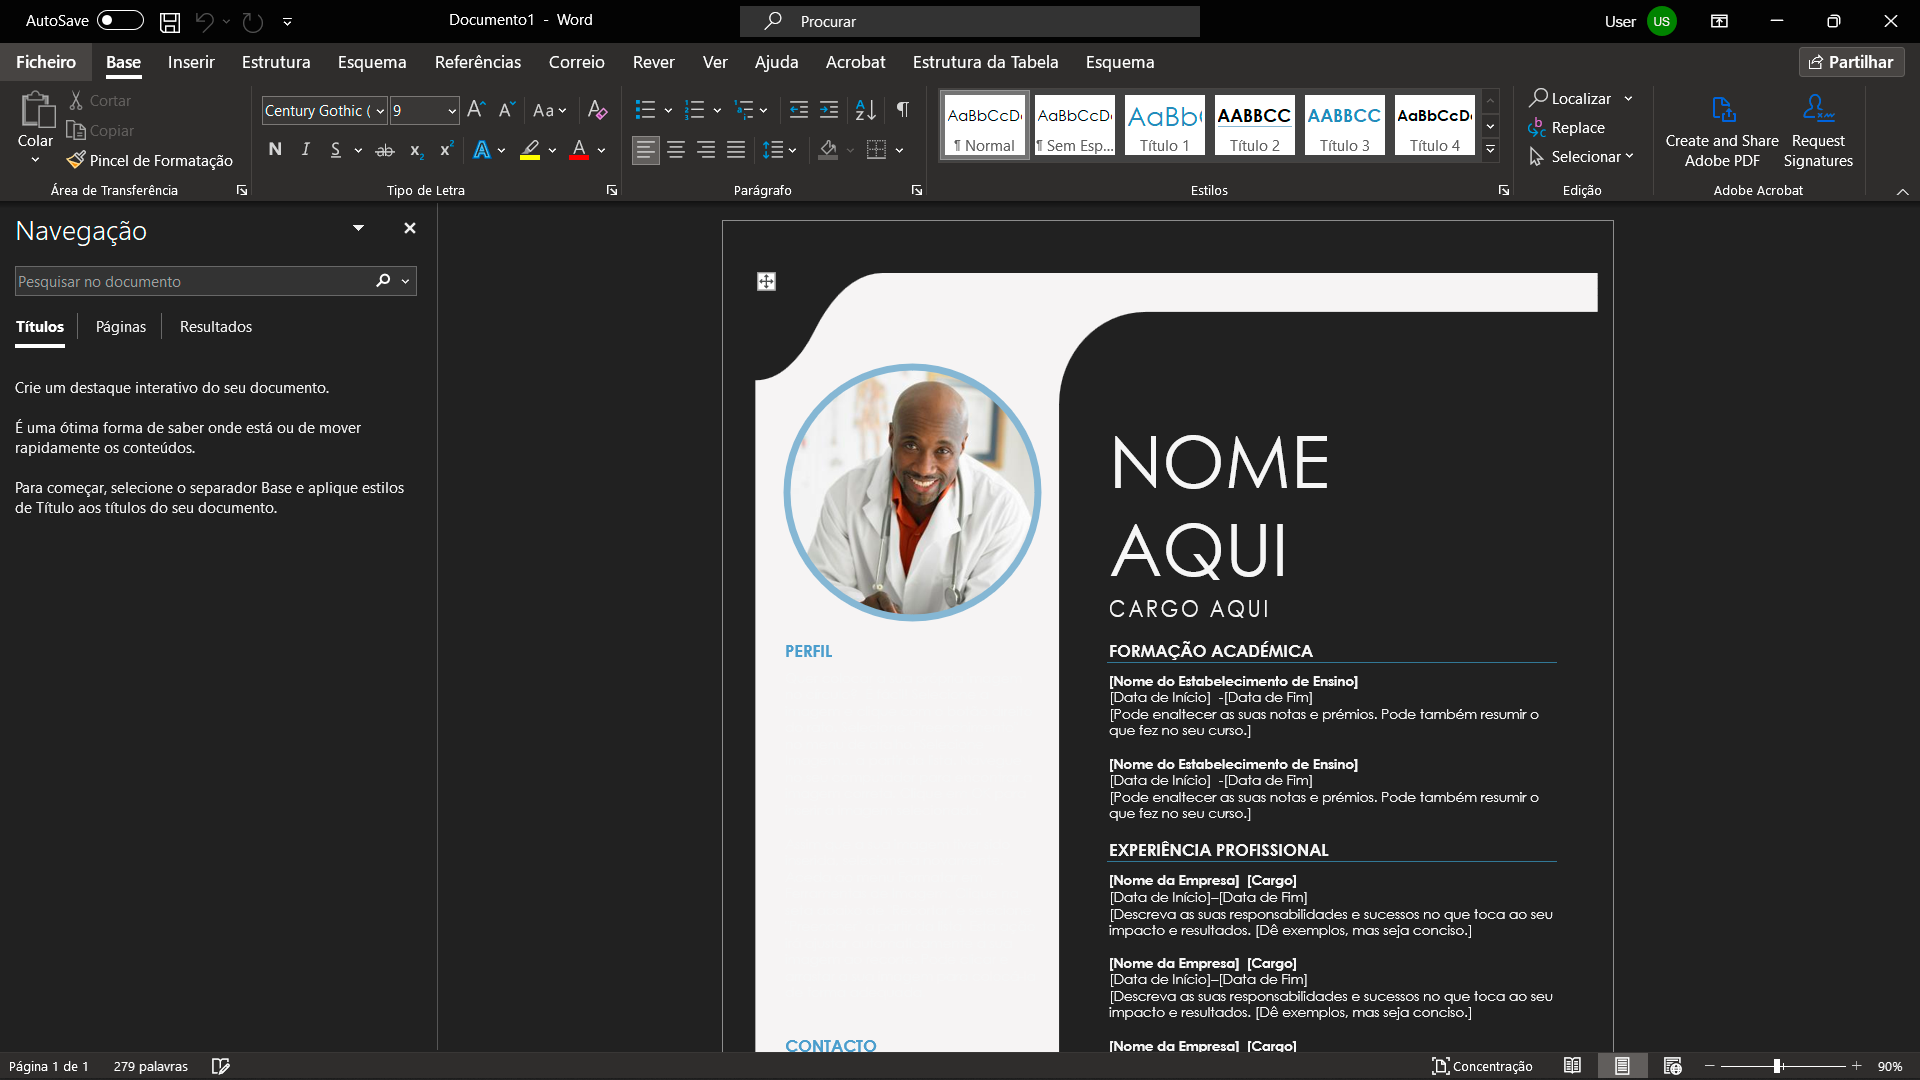 AutoSave
Documento1 - Word
Procurar
User
US
Ficheiro Base Inserir Estrutura Esquema Referências Correio Rever Ver Ajuda Acrobat Estrutura da Tabela Esquema
Partilhar
Colar
Cortar
Copiar
Pincel de Formatação
Área de Transferência
Century Gothic ( 9
Aa
N I S ab x₂ x² A A
Tipo de Letra
Parágrafo
AaBbCcDc ¶ Normal
AaBbCcDc ¶ Sem Esp...
AaBb( Título 1
AABBCC Título 2
AABBCC Título 3
AaBbCcDc Título 4
Estilos
Localizar
Replace
Selecionar
Edição
Create and Share
Adobe PDF
Request
Signatures
Adobe Acrobat
Navegação
Pesquisar no documento
Títulos Páginas Resultados
Crie um destaque interativo do seu documento.
É uma ótima forma de saber onde está ou de mover
rapidamente os conteúdos.
Para começar, selecione o separador Base e aplique estilos
de Título aos títulos do seu documento.
PERFIL
CONTACTO
NOME
AQUI
CARGO AQUI
FORMAÇÃO ACADÉMICA
[Nome do Estabelecimento de Ensino]
[Data de Início] -[Data de Fim]
[Pode enaltecer as suas notas e prémios. Pode também resumir o
que fez no seu curso.]
[Nome do Estabelecimento de Ensino]
[Data de Início] -[Data de Fim]
[Pode enaltecer as suas notas e prémios. Pode também resumir o
que fez no seu curso.]
EXPERIÊNCIA PROFISSIONAL
[Nome da Empresa] [Cargo]
[Data de Início]–[Data de Fim]
[Descreva as suas responsabilidades e sucessos no que toca ao seu
impacto e resultados. [Dê exemplos, mas seja conciso.]
[Nome da Empresa] [Cargo]
[Data de Início]–[Data de Fim]
[Descreva as suas responsabilidades e sucessos no que toca ao seu
impacto e resultados. [Dê exemplos, mas seja conciso.]
[Nome da Empresa] [Cargo]
Página 1 de 1
279 palavras
Concentração
90%